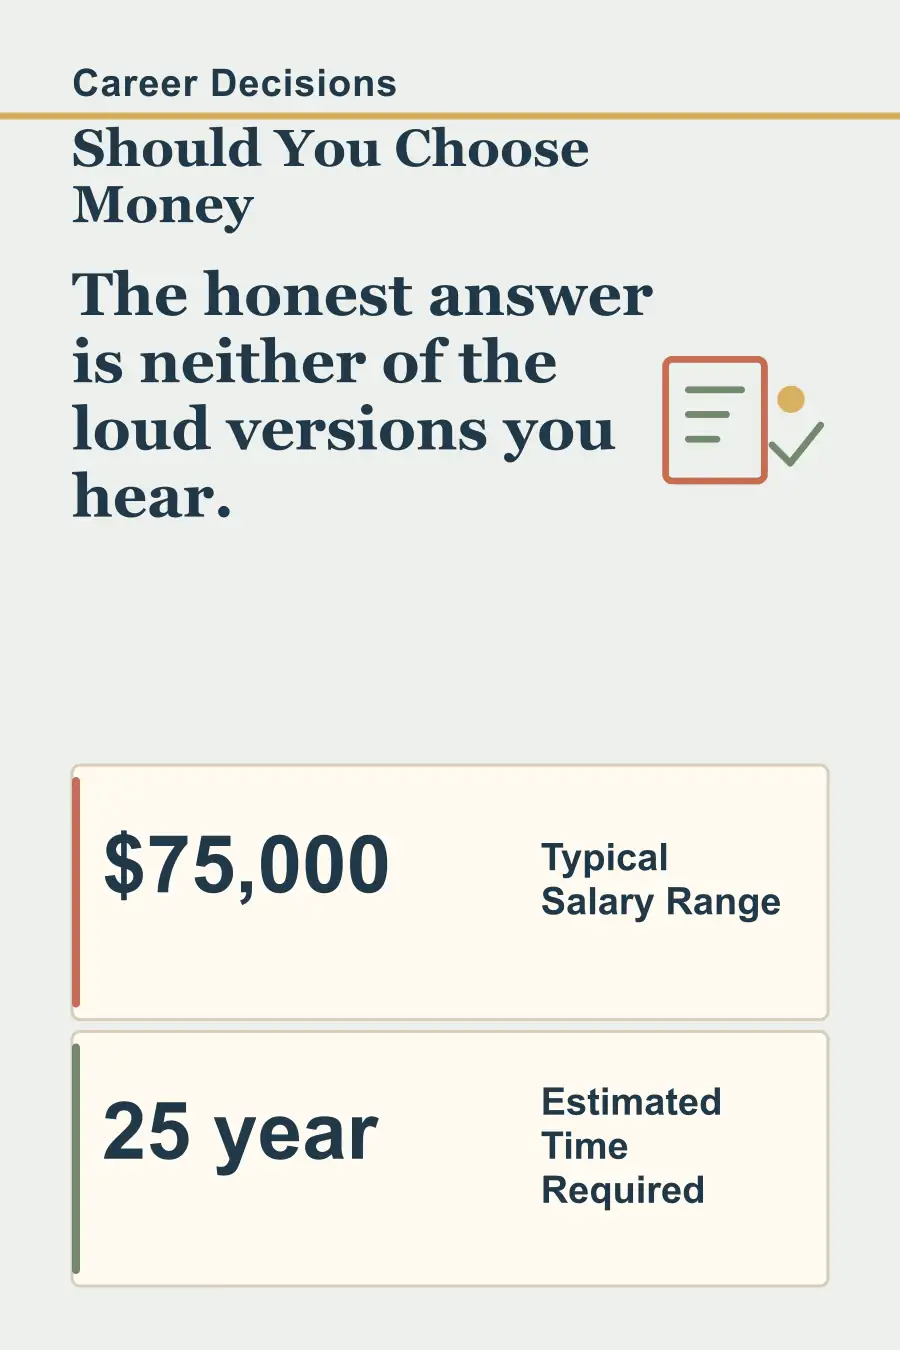 Career Decisions
Should You Choose
Money
The honest answer
is neither of the
loud versions you
hear.
$75,000
Typical
Salary Range
25 year
Estimated
Time
Required